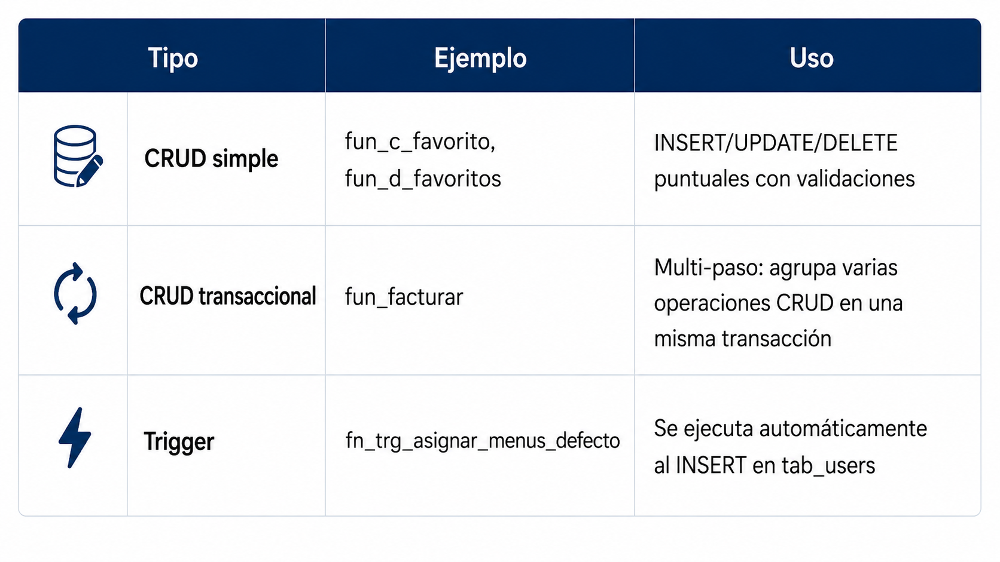 Tipo
Ejemplo
Uso
CRUD simple
fun_c_favorito,
fun_d_favoritos
INSERT/UPDATE/DELETE
puntuales con validaciones
CRUD transaccional
fun_facturar
Multi-paso: agrupa varias
operaciones CRUD en una
misma transacción
Trigger
fn_trg_asignar_menus_defecto
Se ejecuta automáticamente
al INSERT en tab_users